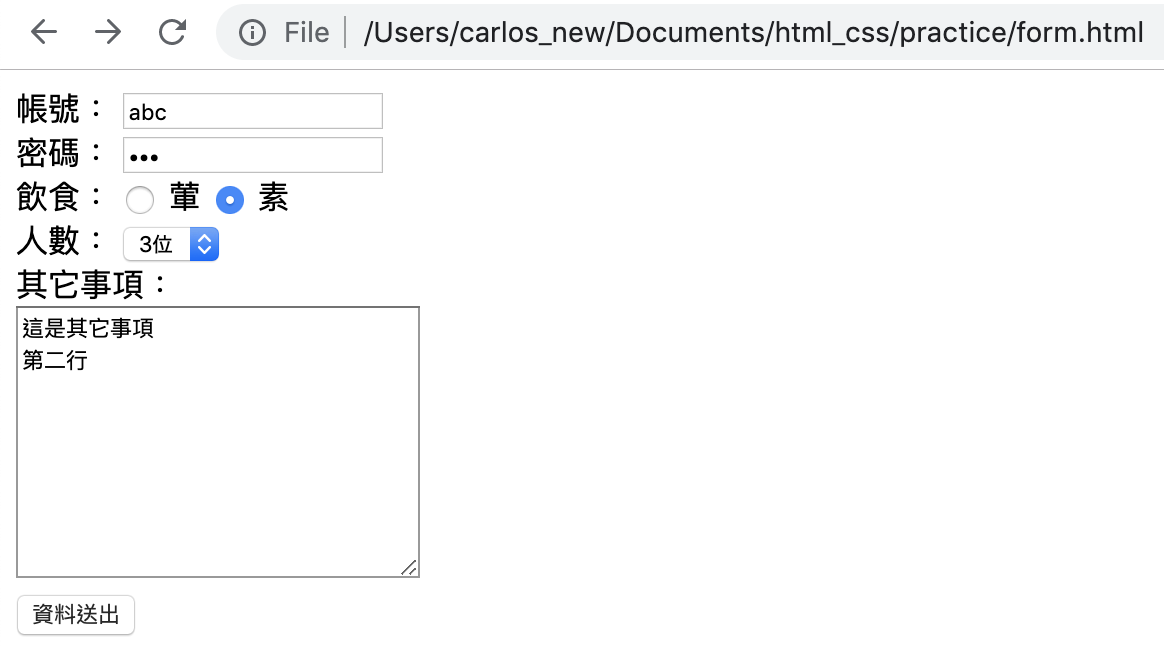 File /Users/carlos_new/Documents/html_css/practice/form.html
帳號： abc
密碼： •••
飲食： 葷 素
人數： 3位
其它事項：
這是其它事項
第二行
資料送出